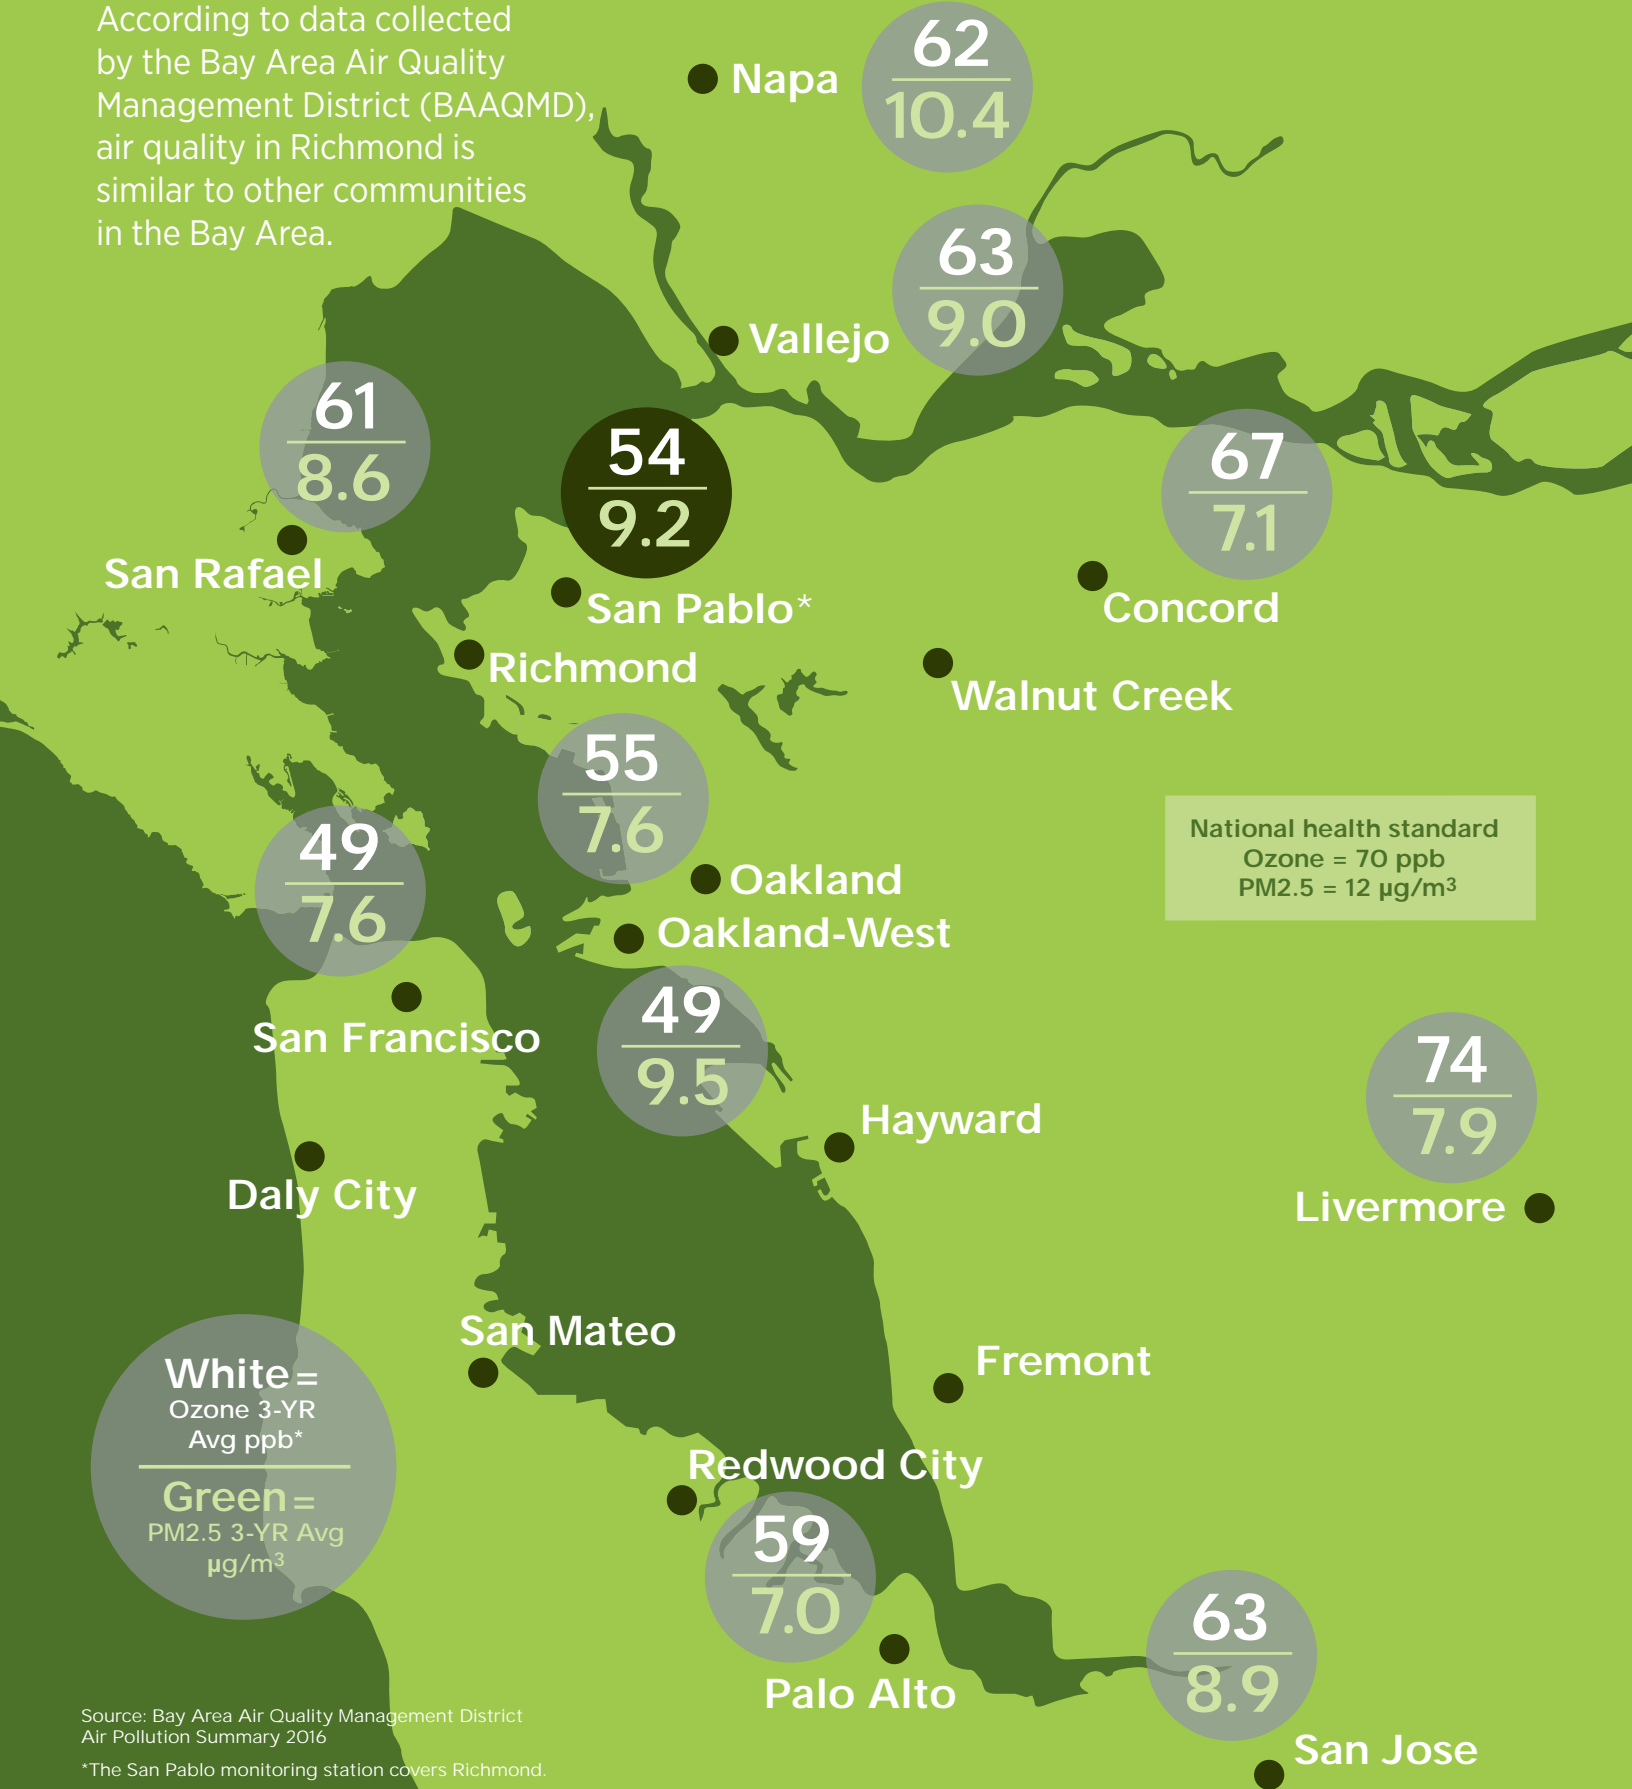 According to data collected
by the Bay Area Air Quality
Management District (BAAQMD),
air quality in Richmond is
similar to other communities
in the Bay Area.
Napa
62
10.4
63
9.0
Vallejo
61
8.6
San Rafael
54
9.2
San Pablo*
Richmond
67
7.1
Concord
Walnut Creek
55
7.6
Oakland
Oakland-West
49
7.6
San Francisco
49
9.5
National health standard
Ozone = 70 ppb
PM2.5 = 12 µg/m³
Hayward
74
7.9
Livermore
Daly City
San Mateo
Fremont
White =
Ozone 3-YR
Avg ppb*
Green =
PM2.5 3-YR Avg
µg/m³
Redwood City
59
7.0
Palo Alto
63
8.9
San Jose
Source: Bay Area Air Quality Management District
Air Pollution Summary 2016
*The San Pablo monitoring station covers Richmond.